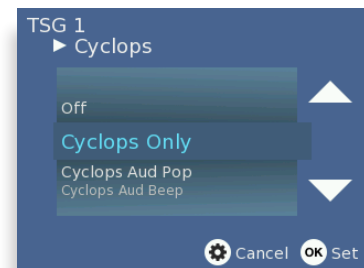 TSG 1
Cyclops
Off
Cyclops Only
Cyclops Aud Pop
Cyclops Aud Beep
Cancel OK Set